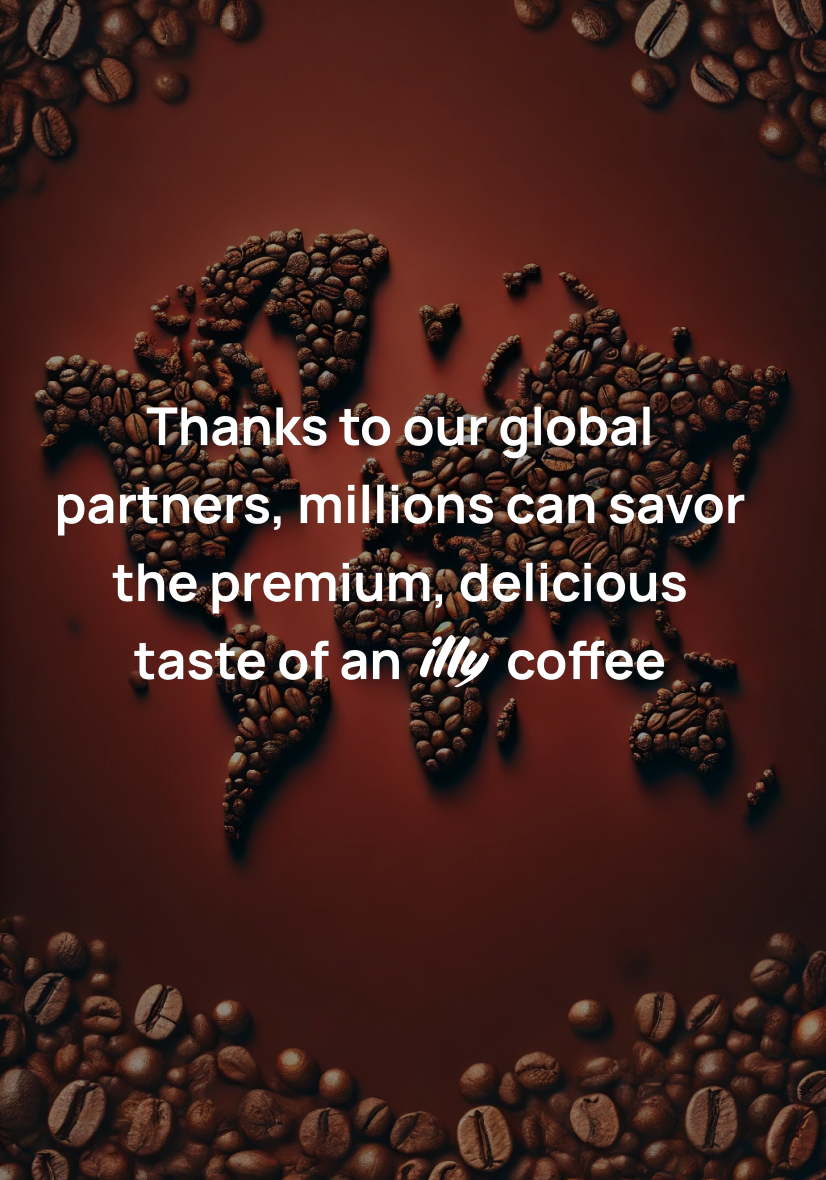 Thanks to our global
partners, millions can savor
the premium, delicious
taste of an illy coffee